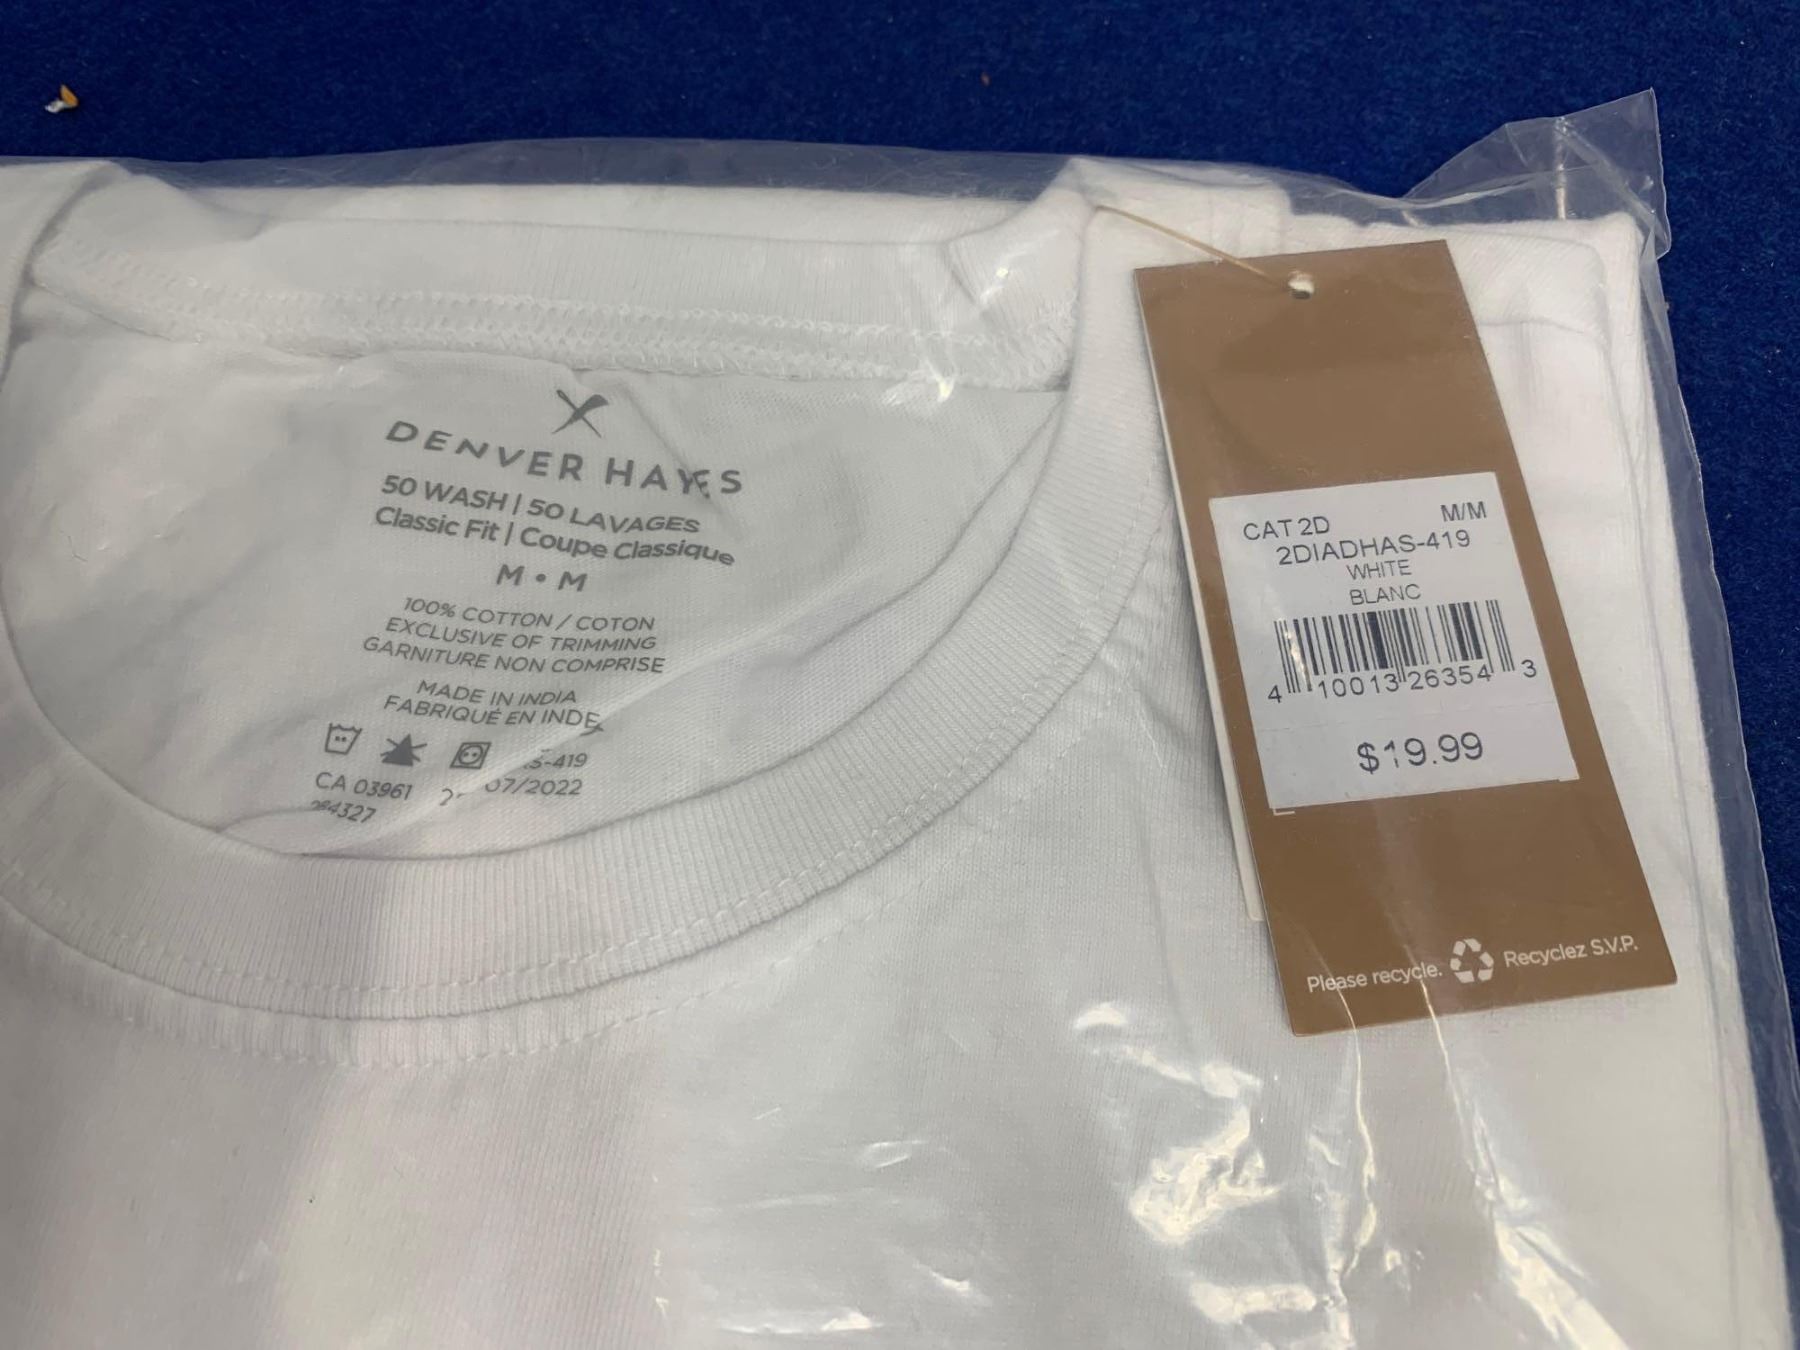 DENVER HAYES
50 WASH | 50 LAVAGES
Classic Fit | Coupe Classique
M • M
100% COTTON / COTON
EXCLUSIVE OF TRIMMING
GARNITURE NON COMPRISE
MADE IN INDIA
FABRIQUÉ EN INDE
CA 03961
CAT 2D M/M
2DIADHAS-419
WHITE
BLANC
4 10013 26354 3
$19.99
Please recycle. Recyclez S.V.P.